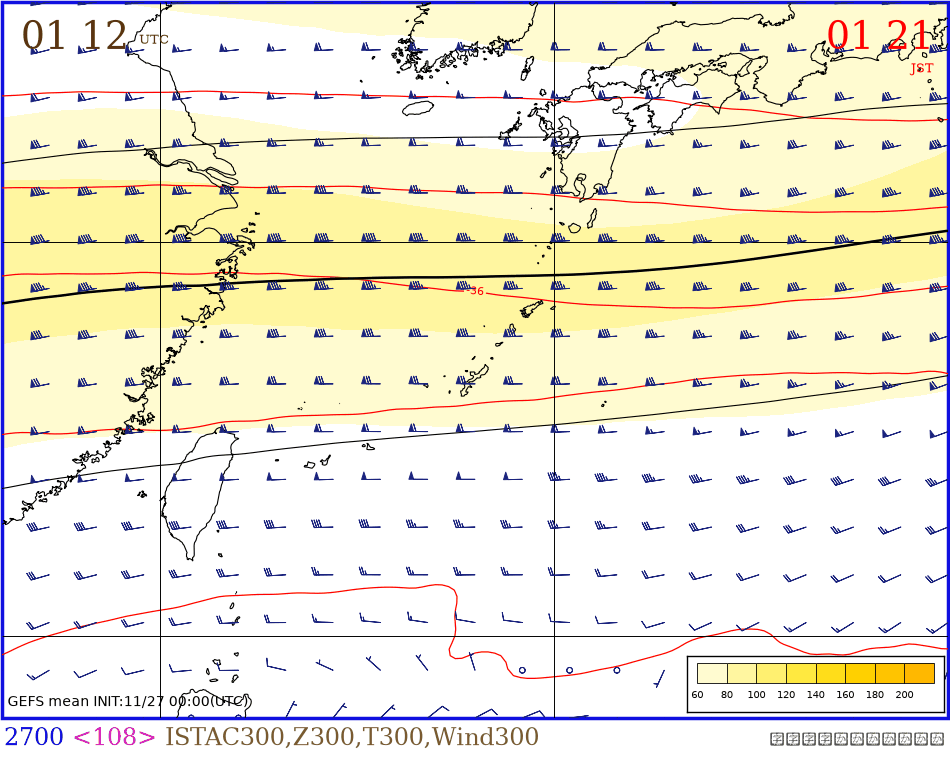 01 12 UTC
01 21 JST
-36
GEFS mean INIT:11/27 00:00(UTC)
60 80 100 120 140 160 180 200
2700 <108> ISTAC300,Z300,T300,Wind300